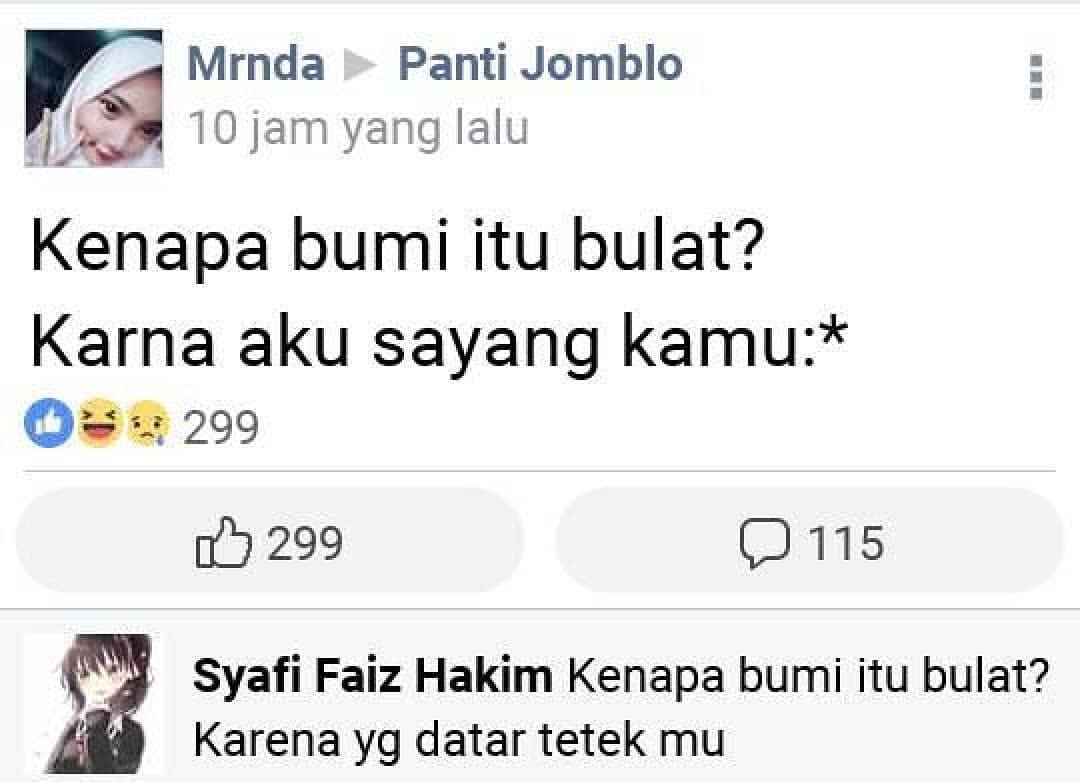 Mrnda ▶ Panti Jomblo
10 jam yang lalu
Kenapa bumi itu bulat?
Karna aku sayang kamu:*
299
299
115
Syafi Faiz Hakim Kenapa bumi itu bulat?
Karena yg datar tetek mu